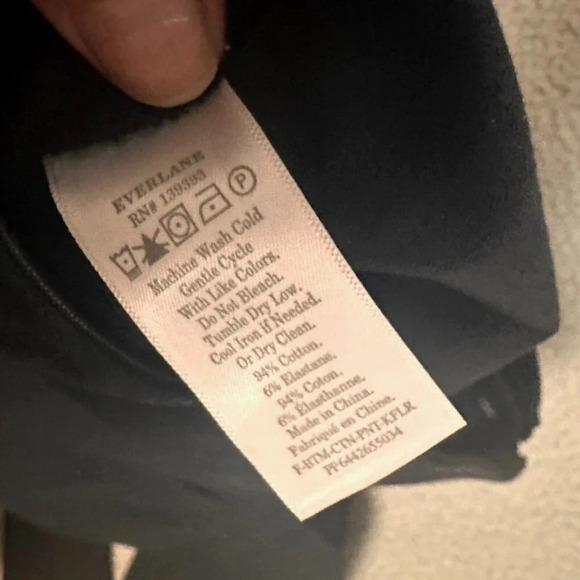 EVERLANE
RN# 139393
P
Machine Wash Cold
Gentle Cycle
With Like Colors.
Do Not Bleach.
Tumble Dry Low.
Cool Iron if Needed.
Or Dry Clean.
94% Cotton.
6% Elastane.
94% Coton.
6% Élasthanne.
Made in China.
Fabriqué en Chine.
F-BTM-CTN-PNT-KFLR
PP6442655034